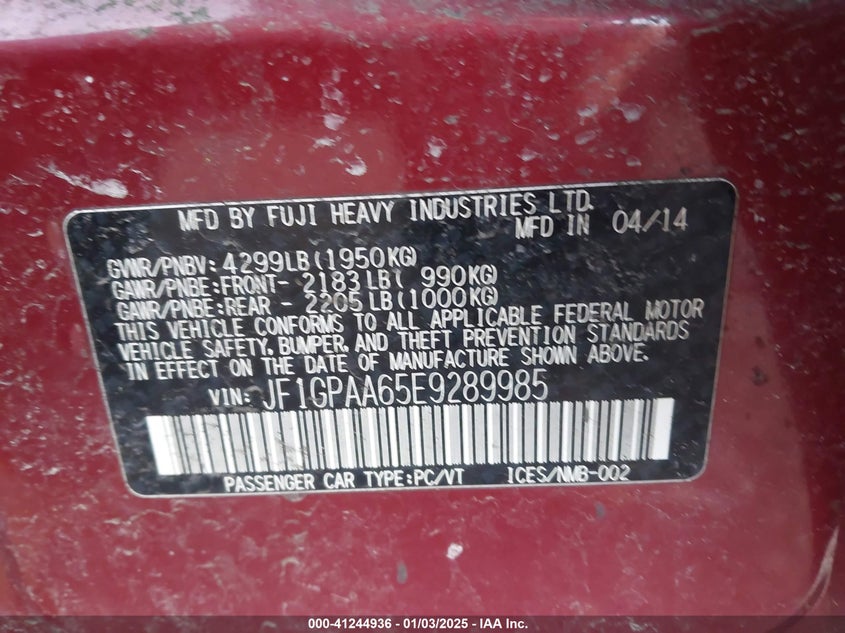 MFD BY FUJI HEAVY INDUSTRIES LTD.
MFD IN 04/14
GVWR/PNBV: 4299LB(1950KG)
GAWR/PNBE:FRONT- 2183LB( 990KG)
GAWR/PNBE:REAR - 2205LB(1000KG)
THIS VEHICLE CONFORMS TO ALL APPLICABLE FEDERAL MOTOR
VEHICLE SAFETY, BUMPER, AND THEFT PREVENTION STANDARDS
IN EFFECT ON THE DATE OF MANUFACTURE SHOWN ABOVE.
VIN: JF1GPAA65E9289985
PASSENGER CAR TYPE:PC/VT ICES/NMB-002
000-41244936 - 01/03/2025 - IAA Inc.